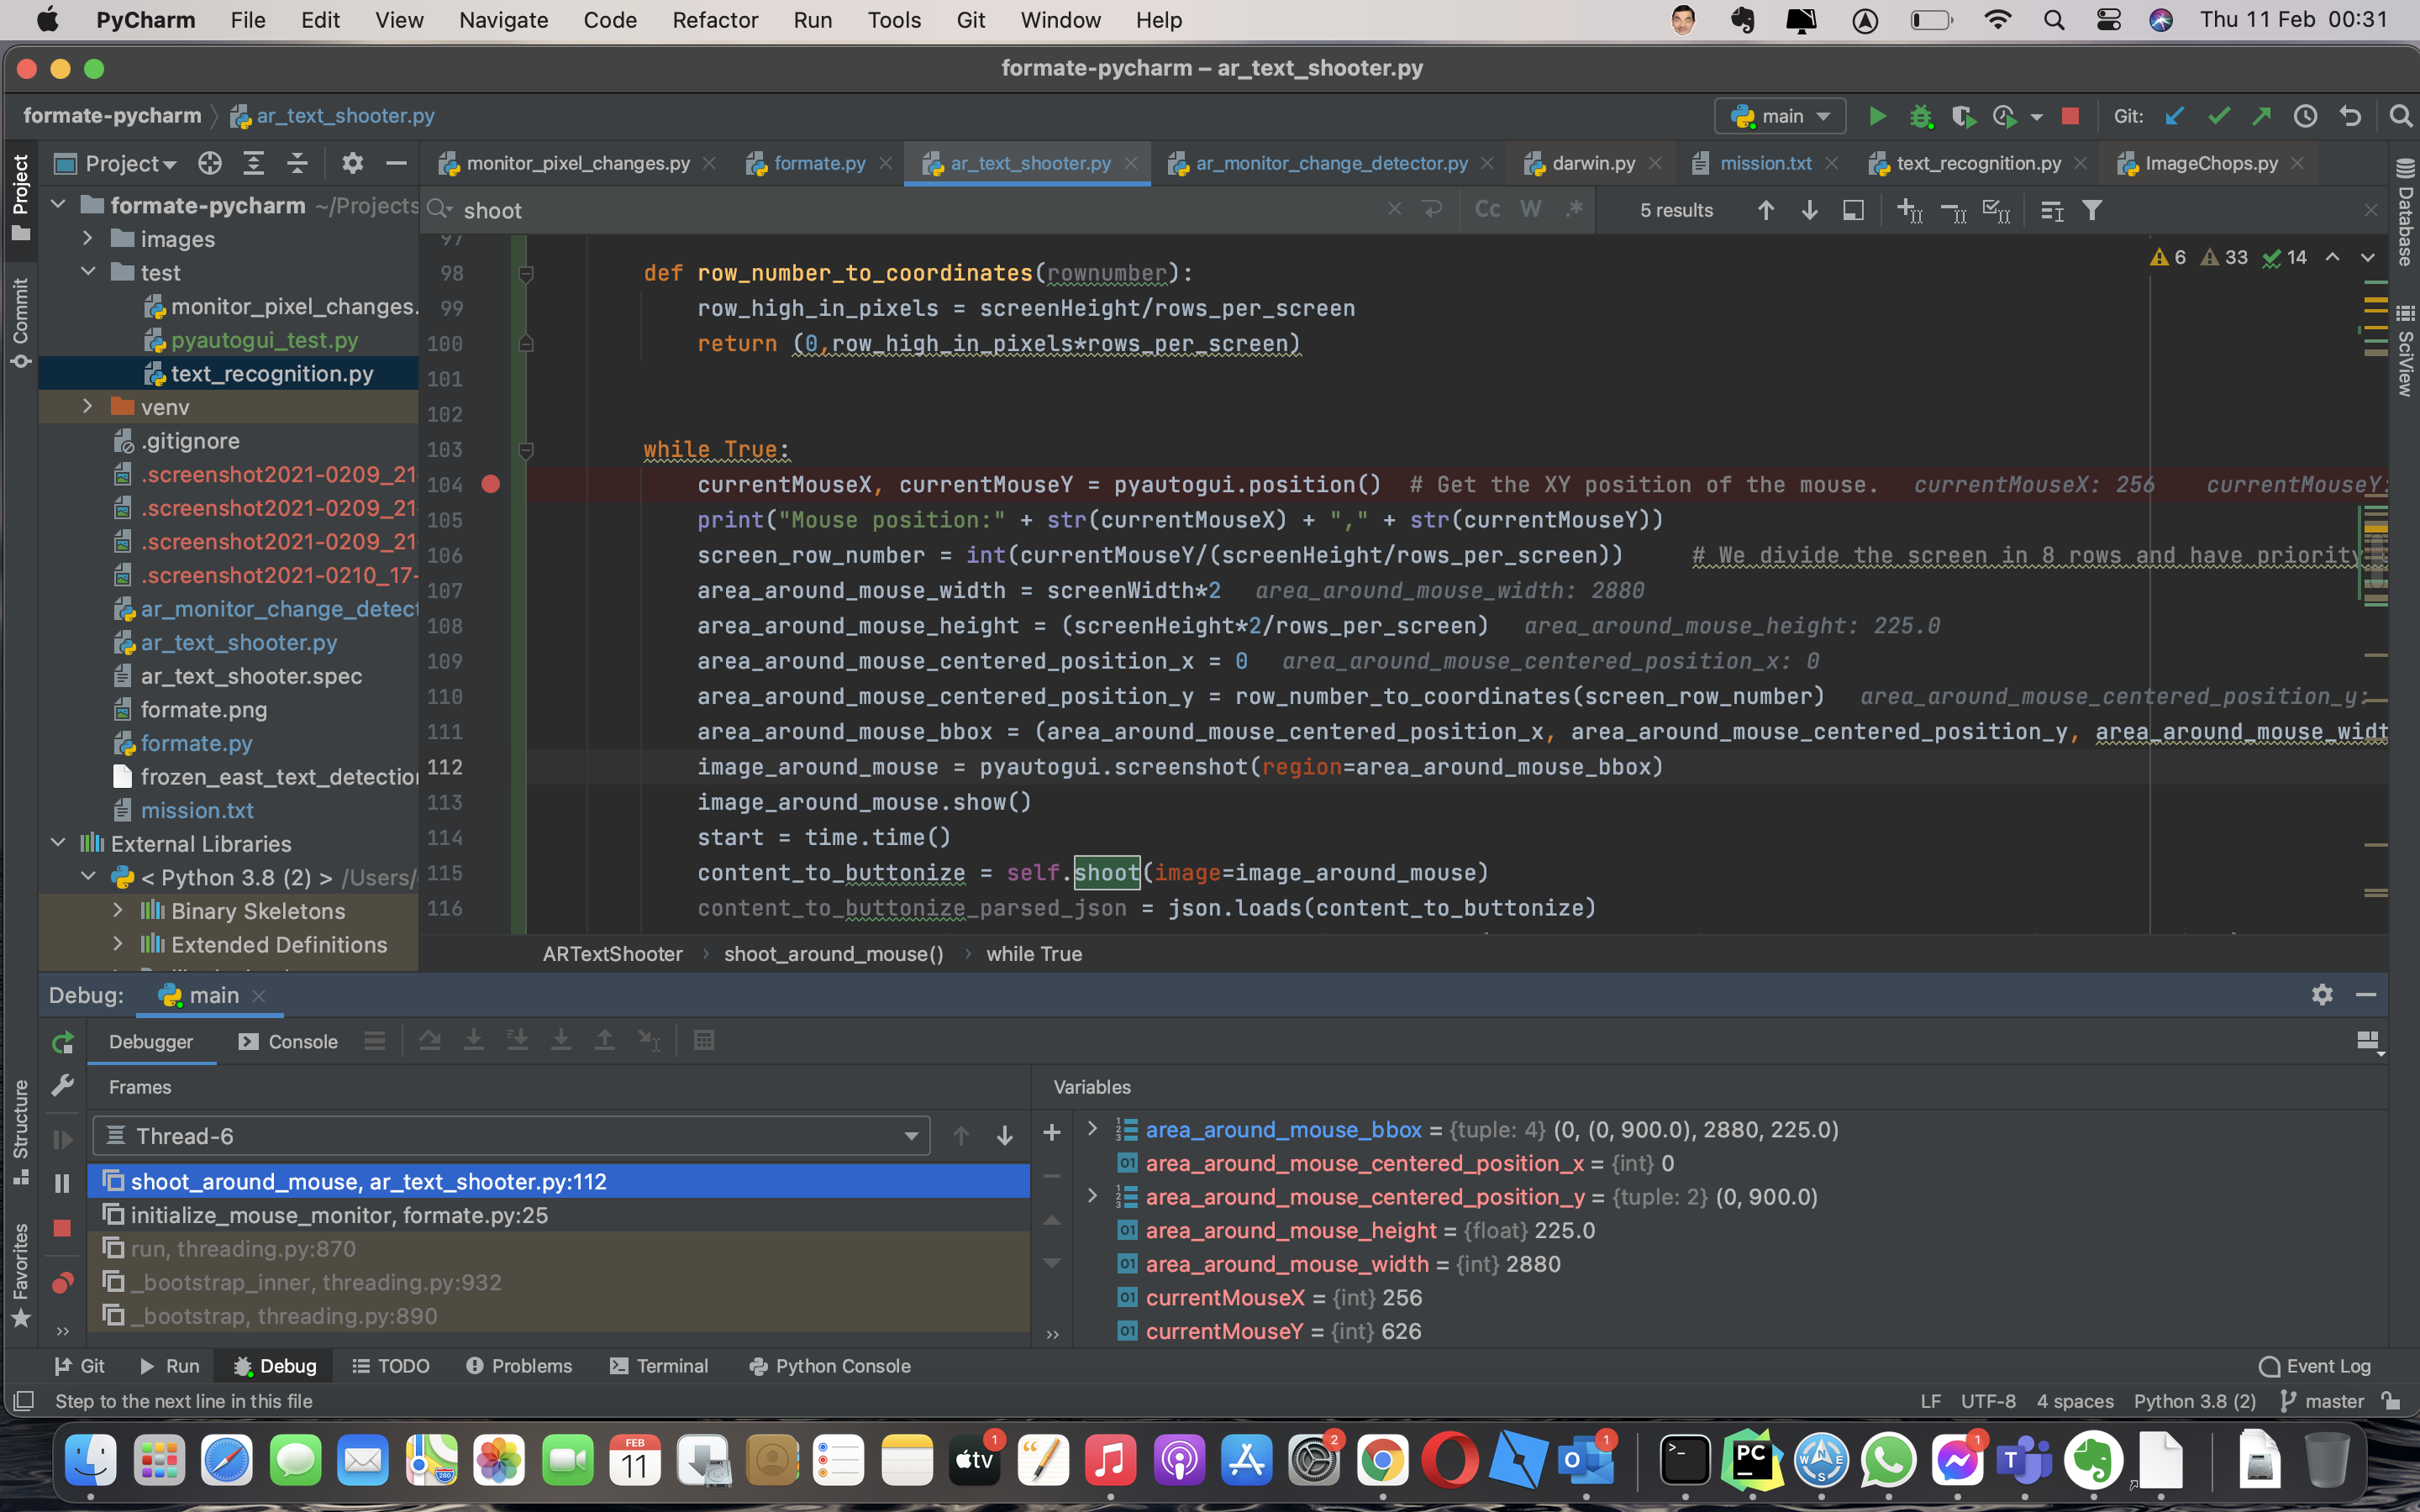 PyCharm File Edit View Navigate Code Refactor Run Tools Git Window Help Thu 11 Feb 00:31
formate-pycharm – ar_text_shooter.py
formate-pycharm ar_text_shooter.py main Git:
Project monitor_pixel_changes.py formate.py ar_text_shooter.py ar_monitor_change_detector.py darwin.py mission.txt text_recognition.py ImageChops.py
shoot Cc W .* 5 results
6 33 14
Project
Commit
Structure
Favorites
Database
SciView
formate-pycharm ~/Projects
images
test
monitor_pixel_changes.
pyautogui_test.py
text_recognition.py
venv
.gitignore
.screenshot2021-0209_21-
.screenshot2021-0209_21-
.screenshot2021-0209_21-
.screenshot2021-0210_17-
ar_monitor_change_detect
ar_text_shooter.py
ar_text_shooter.spec
formate.png
formate.py
frozen_east_text_detection
mission.txt
External Libraries
< Python 3.8 (2) > /Users/
Binary Skeletons
Extended Definitions
97
98 def row_number_to_coordinates(rownumber):
99 row_high_in_pixels = screenHeight/rows_per_screen
100 return (0,row_high_in_pixels*rows_per_screen)
101
102
103 while True:
104 currentMouseX, currentMouseY = pyautogui.position() # Get the XY position of the mouse. currentMouseX: 256 currentMouseY:
105 print("Mouse position:" + str(currentMouseX) + "," + str(currentMouseY))
106 screen_row_number = int(currentMouseY/(screenHeight/rows_per_screen)) # We divide the screen in 8 rows and have priority
107 area_around_mouse_width = screenWidth*2 area_around_mouse_width: 2880
108 area_around_mouse_height = (screenHeight*2/rows_per_screen) area_around_mouse_height: 225.0
109 area_around_mouse_centered_position_x = 0 area_around_mouse_centered_position_x: 0
110 area_around_mouse_centered_position_y = row_number_to_coordinates(screen_row_number) area_around_mouse_centered_position_y:
111 area_around_mouse_bbox = (area_around_mouse_centered_position_x, area_around_mouse_centered_position_y, area_around_mouse_widt
112 image_around_mouse = pyautogui.screenshot(region=area_around_mouse_bbox)
113 image_around_mouse.show()
114 start = time.time()
115 content_to_buttonize = self.shoot(image=image_around_mouse)
116 content_to_buttonize_parsed_json = json.loads(content_to_buttonize)
ARTextShooter shoot_around_mouse() while True
Debug: main
Debugger Console
Frames
Thread-6
shoot_around_mouse, ar_text_shooter.py:112
initialize_mouse_monitor, formate.py:25
run, threading.py:870
_bootstrap_inner, threading.py:932
_bootstrap, threading.py:890
Variables
area_around_mouse_bbox = {tuple: 4} (0, (0, 900.0), 2880, 225.0)
area_around_mouse_centered_position_x = {int} 0
area_around_mouse_centered_position_y = {tuple: 2} (0, 900.0)
area_around_mouse_height = {float} 225.0
area_around_mouse_width = {int} 2880
currentMouseX = {int} 256
currentMouseY = {int} 626
Git Run Debug TODO Problems Terminal Python Console Event Log
Step to the next line in this file LF UTF-8 4 spaces Python 3.8 (2) master
FEB
11
tv
1
2
1
PC
1